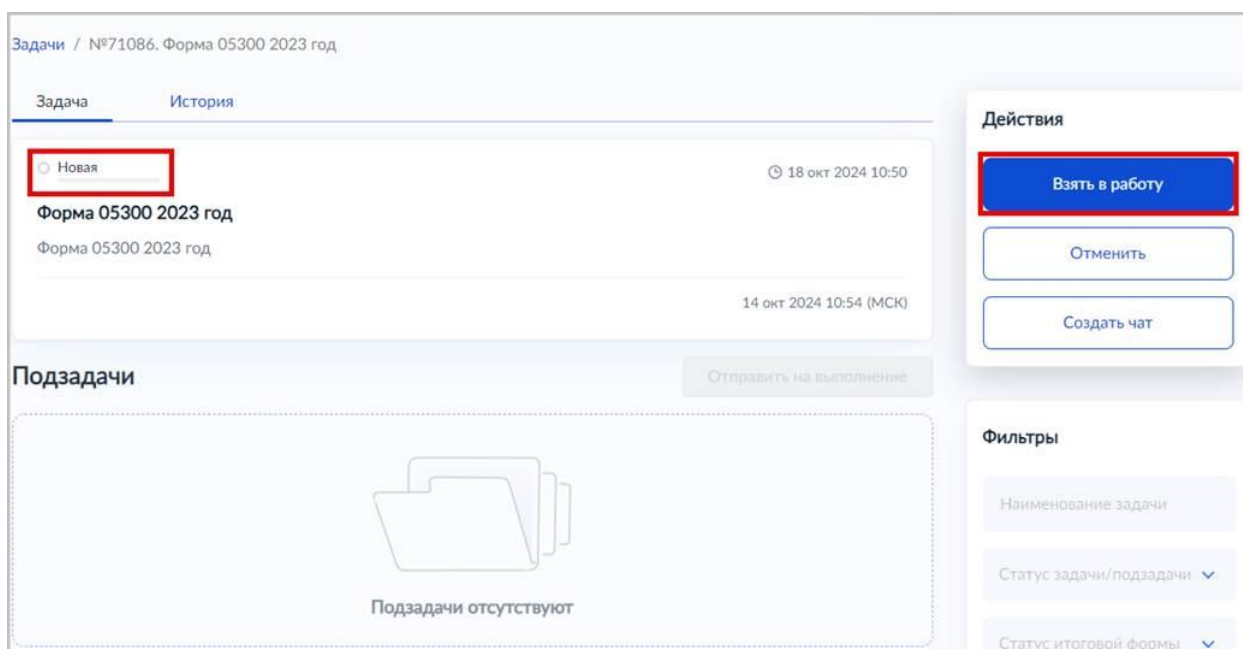 Задачи / №71086. Форма 05300 2023 год
Задача История
Новая
18 окт 2024 10:50
Форма 05300 2023 год
Форма 05300 2023 год
14 окт 2024 10:54 (МСК)
Подзадачи
Отправить на выполнение
Подзадачи отсутствуют
Действия
Взять в работу
Отменить
Создать чат
Фильтры
Наименование задачи
Статус задачи/подзадачи
Статус итоговой формы